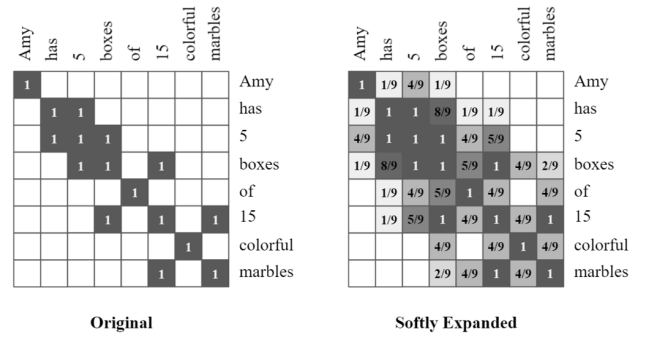 Amy has 5 boxes of 15 colorful marbles Amy has 5 boxes of 15 colorful marbles
1 Amy 1 1/9 4/9 1/9 Amy
1 1 has 1/9 1 1 8/9 1/9 1/9 has
1 1 1 5 4/9 1 1 1 4/9 5/9 5
1 1 1 boxes 1/9 8/9 1 1 5/9 1 4/9 2/9 boxes
1 of 1/9 4/9 5/9 1 4/9 4/9 of
1 1 1 15 1/9 5/9 1 4/9 1 4/9 1 15
1 colorful 4/9 4/9 1 4/9 colorful
1 1 marbles 2/9 4/9 1 4/9 1 marbles
Original Softly Expanded